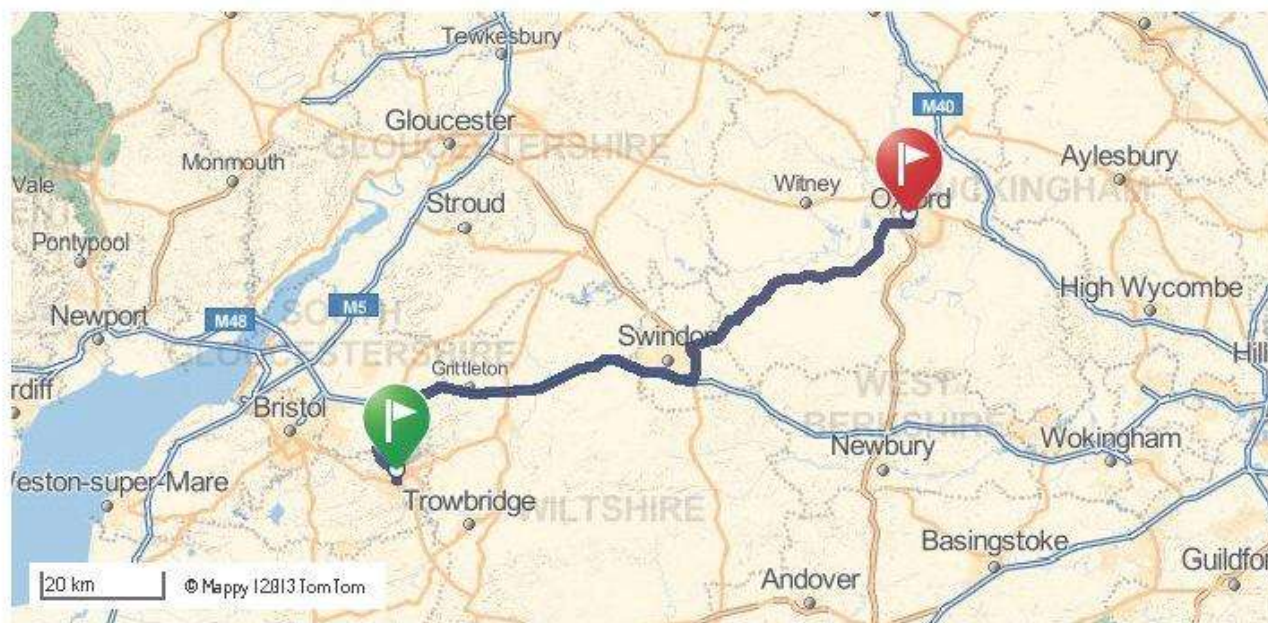 Tewkesbury
M40
Gloucester
GLOUCESTERSHIRE
Monmouth
Aylesbury
Vale
Witney
BUCKINGHAM
Stroud
Oxford
Pontypool
High Wycombe
M5
Newport
M48
SOUTH
Swindon
GLOUCESTERSHIRE
Grittleton
rdiff
WEST
Bristol
BERKSHIRE
Newbury
Wokingham
Weston-super-Mare
Trowbridge
WILTSHIRE
Basingstoke
Guildfor
Andover
20 km
© Mappy
TomTom